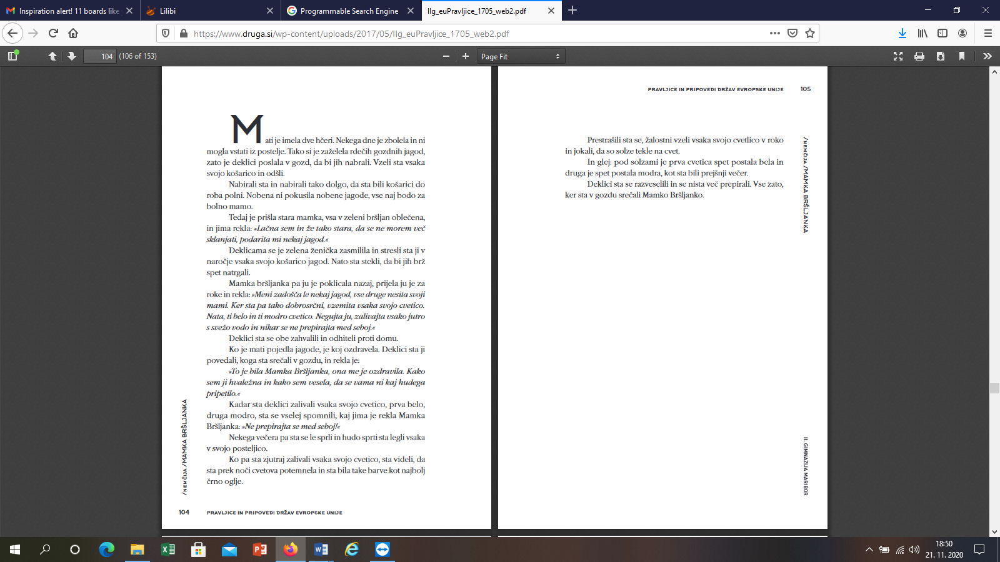 Inspiration alert! 11 boards like
Lilibi
Programmable Search Engine
IIg_euPravljice_1705_web2.pdf
https://www.druga.si/wp-content/uploads/2017/05/IIg_euPravljice_1705_web2.pdf
104 (106 of 153)
Page Fit
Mati je imela dve hčeri. Nekega dne je zbolela in ni
mogla vstati iz postelje. Tako si je zaželela rdečih gozdnih jagod,
zato je deklici poslala v gozd, da bi jih nabrali. Vzeli sta vsaka
svojo košarico in odšli.
Nabirali sta in nabirali tako dolgo, da sta bili košarici do
roba polni. Nobena ni pokusila nobene jagode, vse naj bodo za
bolno mamo.
Tedaj je prišla stara mamka, vsa v zeleni bršljan oblečena,
in jima rekla: »Lačna sem in že tako stara, da se ne morem več
sklanjati, podarita mi nekaj jagod.«
Deklicama se je zelena ženička zasmilila in stresli sta ji v
naročje vsaka svojo košarico jagod. Nato sta stekli, da bi jih brž
spet natrgali.
Mamka bršljanka pa ju je poklicala nazaj, prijela ju je za
roke in rekla: »Meni zadošča le nekaj jagod, vse druge nesita svoji
mami. Ker sta pa tako dobrosrčni, vzemita vsaka svojo cvetico.
Nata, ti belo in ti modro cvetico. Negujta ju, zalivajta vsako jutro
s svežo vodo in nikar se ne prepirajta med seboj.«
Deklici sta se obe zahvalili in odhiteli proti domu.
Ko je mati pojedla jagode, je koj ozdravela. Deklici sta ji
povedali, koga sta srečali v gozdu, in rekla je:
»To je bila Mamka Bršljanka, ona me je ozdravila. Kako
sem ji hvaležna in kako sem vesela, da se vama ni kaj hudega
pripetilo.«
Kadar sta deklici zalivali vsaka svojo cvetico, prva belo,
druga modro, sta se vselej spomnili, kaj jima je rekla Mamka
Bršljanka: »Ne prepirajta se med seboj!«
Nekega večera pa sta se le sprli in hudo sprti sta legli vsaka
v svojo posteljico.
Ko pa sta zjutraj zalivali vsaka svojo cvetico, sta videli, da
sta prek noči cvetova potemnela in sta bila take barve kot najbolj
črno oglje.
/NEMČIJA /MAMKA BRŠLJANKA
104 PRAVLJICE IN PRIPOVEDI DRŽAV EVROPSKE UNIJE
PRAVLJICE IN PRIPOVEDI DRŽAV EVROPSKE UNIJE 105
Prestrašili sta se, žalostni vzeli vsaka svojo cvetlico v roko
in jokali, da so solze tekle na cvet.
In glej: pod solzami je prva cvetica spet postala bela in
druga je spet postala modra, kot sta bili prejšnji večer.
Deklici sta se razveselili in se nista več prepirali. Vse zato,
ker sta v gozdu srečali Mamko Bršljanko.
/NEMČIJA /MAMKA BRŠLJANKA
II. GIMNAZIJA MARIBOR
18:50
21. 11. 2020